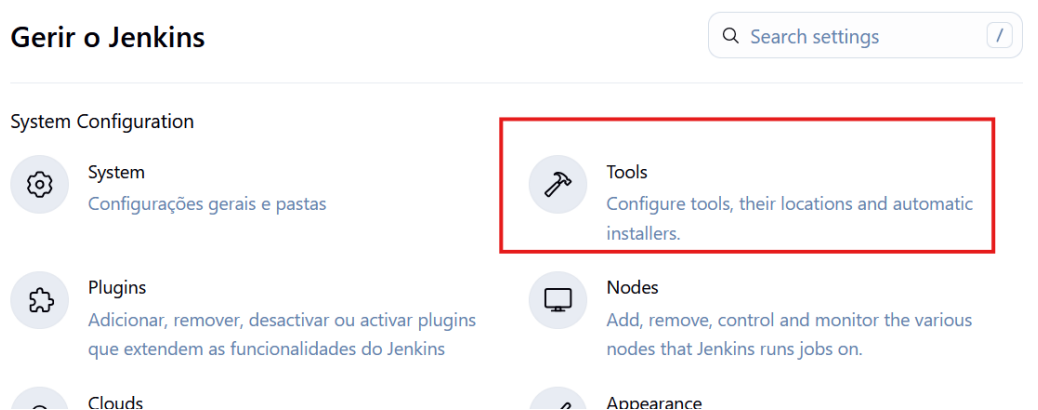 Gerir o Jenkins
Search settings
/
System Configuration
System
Configurações gerais e pastas
Tools
Configure tools, their locations and automatic
installers.
Plugins
Adicionar, remover, desactivar ou activar plugins
que extendem as funcionalidades do Jenkins
Nodes
Add, remove, control and monitor the various
nodes that Jenkins runs jobs on.
Clouds
Appearance